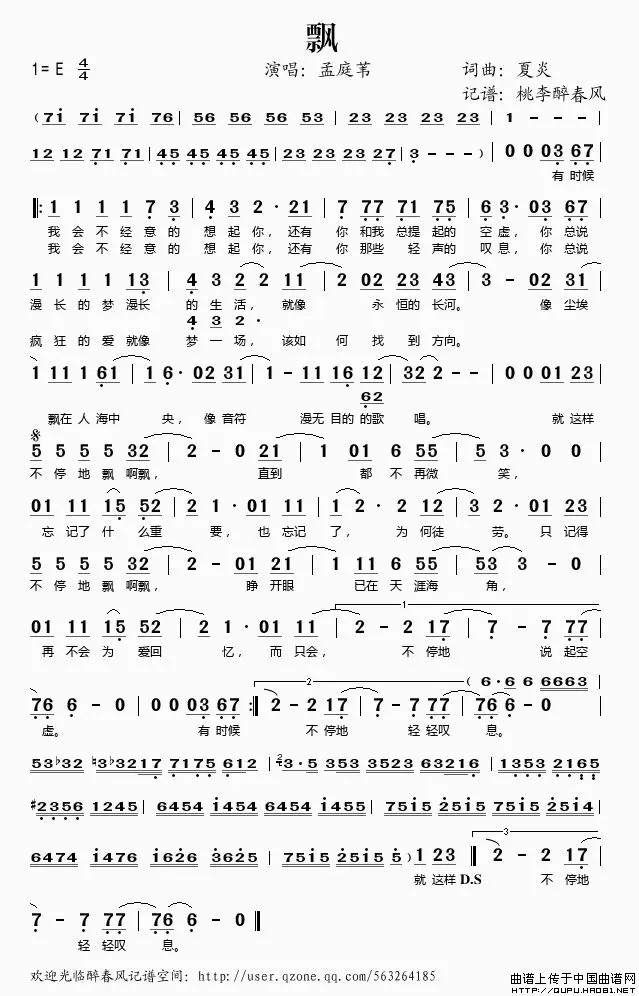 飘
1=E 4/4 演唱：孟庭苇 词曲：夏炎
记谱：桃李醉春风
( 7i 7i 7i 76 | 56 56 56 53 | 23 23 23 23 | 1 - - -
12 12 71 71 | 45 45 45 45 | 23 23 23 27 | 3 - - - ) | 0 0 03 67 |
有时候
‖: 1 1 1 1 7 3 | 4 3 2· 21 | 7 77 71 75 | 6 3· 03 67 |
我会不经意的 想起你，还有 你和我总提起的 空虚，你总说
我会不经意的 想起你，还有 你那些 轻声的 叹息，你总说
1 1 1 1 13 | 4 3 2 2 11 | 2 02 23 43 | 3 - 02 31 |
漫长的梦漫长 的生活，就像 永恒的长河。 像尘埃
4 3 2·
疯狂的爱就像 梦一场，该如 何找到方向。
1 11 1 61 | 1 6· 02 31 | 1 - 11 16 12 | 32 2 - - | 0 0 01 23 |
62
飘在人海中 央，像音符 漫无目的的歌 唱。 就这样
5 5 5 5 32 | 2 - 0 21 | 1 01 6 55 | 5 3· 0 0 |
不停地飘啊飘， 直到 都不再微 笑，
01 11 15 52 | 2 1· 01 11 | 1 2· 2 12 | 3 2· 01 23 |
忘记了什么重 要，也忘记 了，为何徒 劳。只记得
5 5 5 5 32 | 2 - 01 21 | 1 11 6 55 | 53 3 - 0 |
不停地飘啊飘， 睁开眼 已在天涯海 角，
01 11 15 52 | 2 1· 01 11 | 2 - 2 17 | 7 - 7 77 |
1
再不会为爱回 忆，而只会， 不停地 说起空
76 6 - 0 | 0 0 03 67 :‖ 2 - 2 17 | 7 - 7 77 | 76 6 - 0
2
( 6·6 6 6663 |
虚。 有时候 不停地 轻轻叹 息。
53♭32 ♮3♭3217 7175 612 | 3·5 353 3523 63216 | 1353 2165
#2356 1245 | 6454 i454 6454 i455 | 75i5 25i5 75i5 25i4 |
6474 i476 i626 3625 | 75i5 25i5 5 ) 1 23 ‖ 2 - 2 17 |
3
就这样 D.S 不停地
7 - 7 77 | 76 6 - 0 ‖
轻轻叹 息。
欢迎光临醉春风记谱空间：http://user.qzone.qq.com/563264185
曲谱上传于中国曲谱网
HTTP://QUPU.HAO81.NET